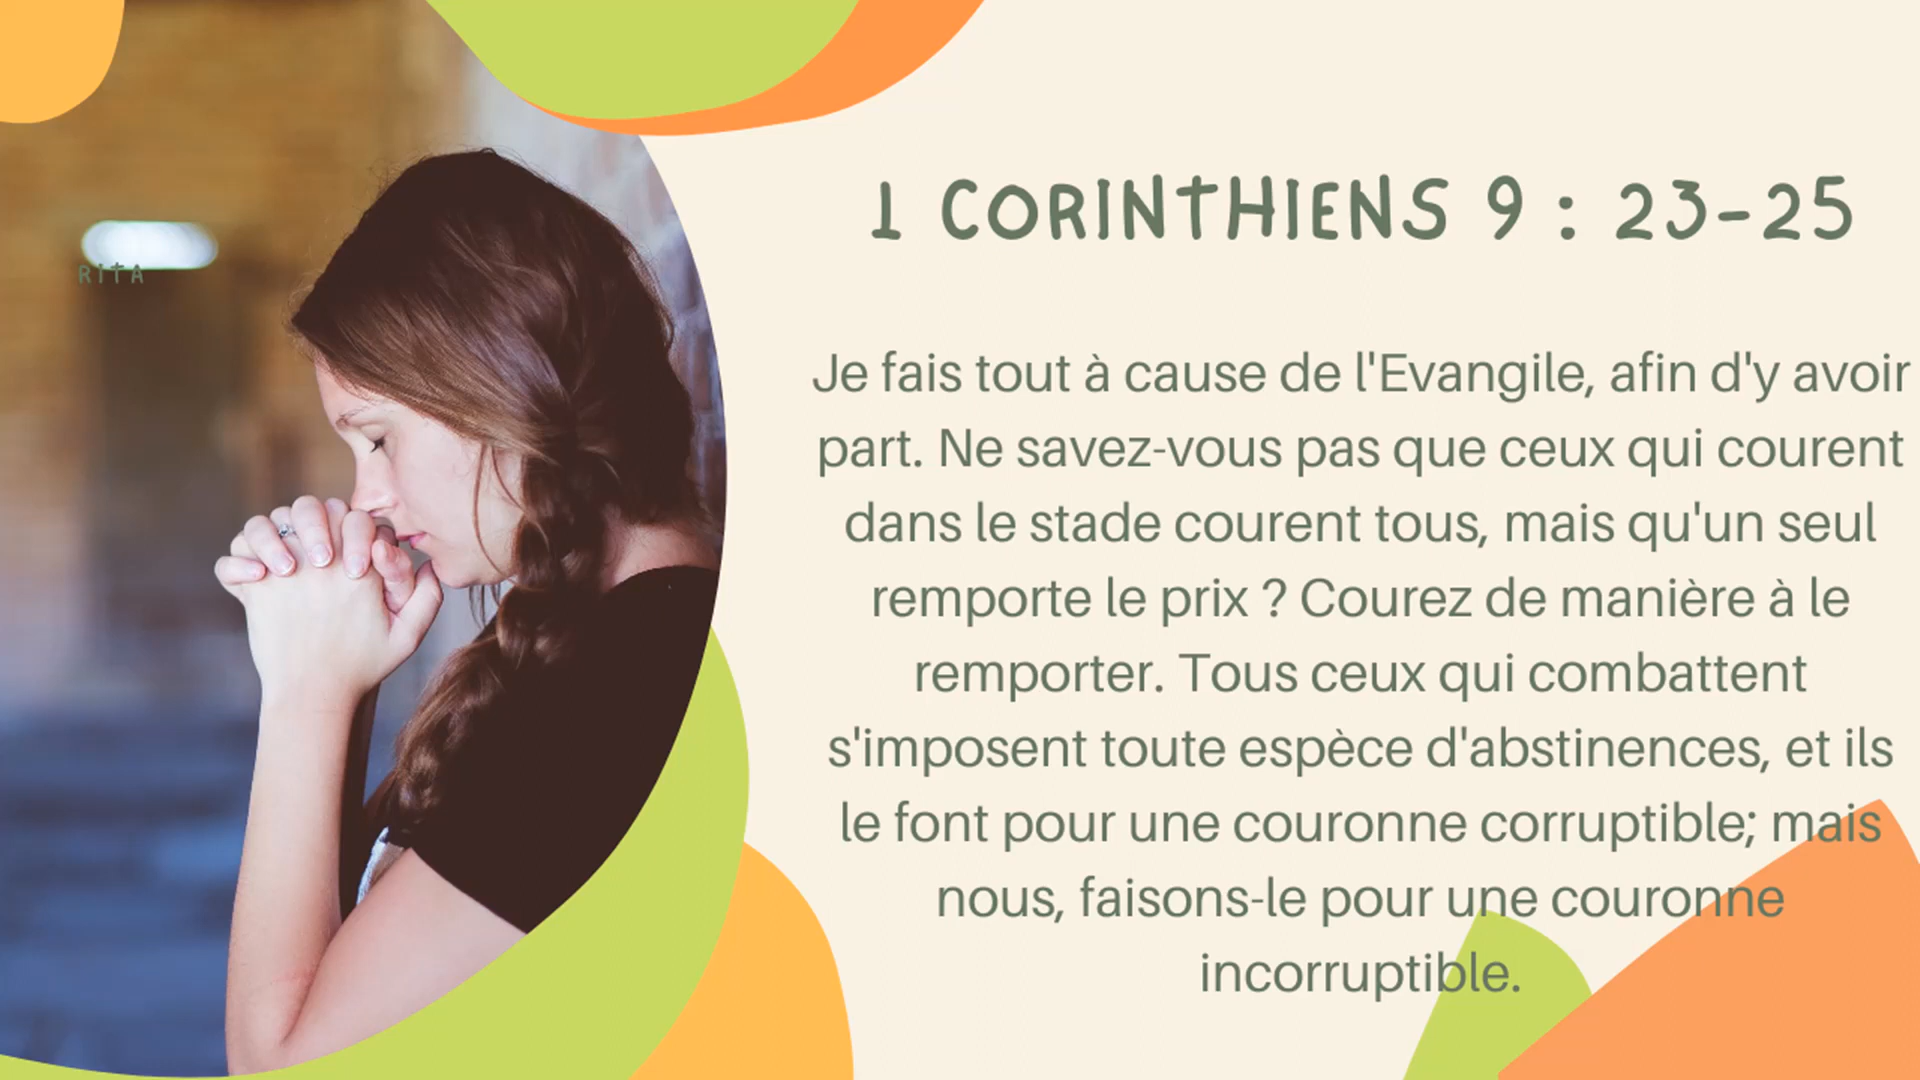 RITA
1 CORINTHIENS 9 : 23-25
Je fais tout à cause de l'Evangile, afin d'y avoir
part. Ne savez-vous pas que ceux qui courent
dans le stade courent tous, mais qu'un seul
remporte le prix ? Courez de manière à le
remporter. Tous ceux qui combattent
s'imposent toute espèce d'abstinences, et ils
le font pour une couronne corruptible; mais
nous, faisons-le pour une couronne
incorruptible.